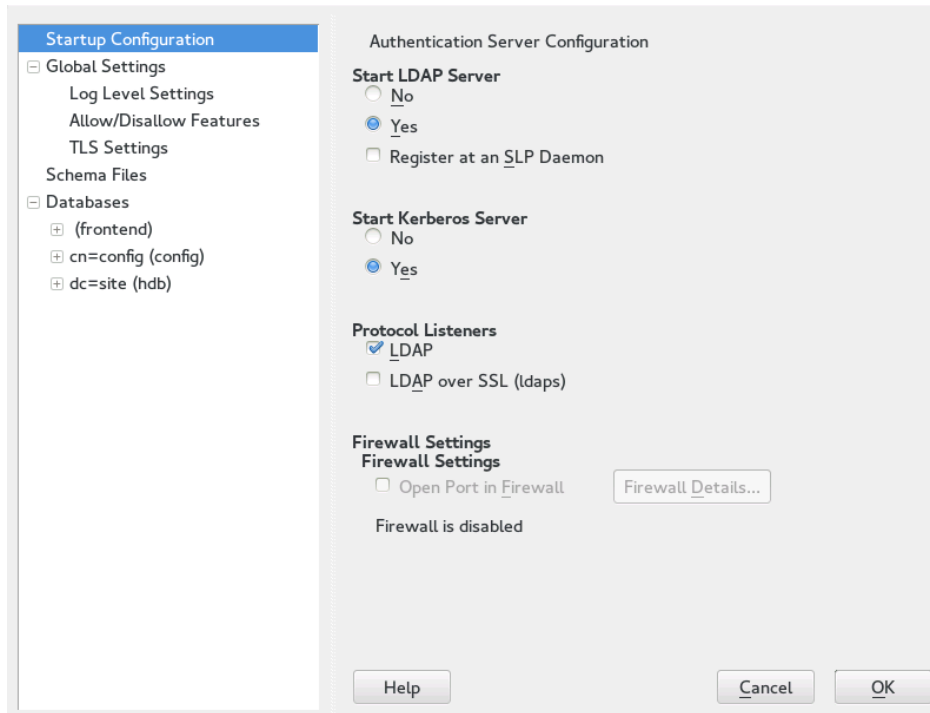 Startup Configuration
Global Settings
Log Level Settings
Allow/Disallow Features
TLS Settings
Schema Files
Databases
(frontend)
cn=config (config)
dc=site (hdb)
Authentication Server Configuration
Start LDAP Server
No
Yes
Register at an SLP Daemon
Start Kerberos Server
No
Yes
Protocol Listeners
LDAP
LDAP over SSL (ldaps)
Firewall Settings
Firewall Settings
Open Port in Firewall
Firewall Details...
Firewall is disabled
Help
Cancel
OK